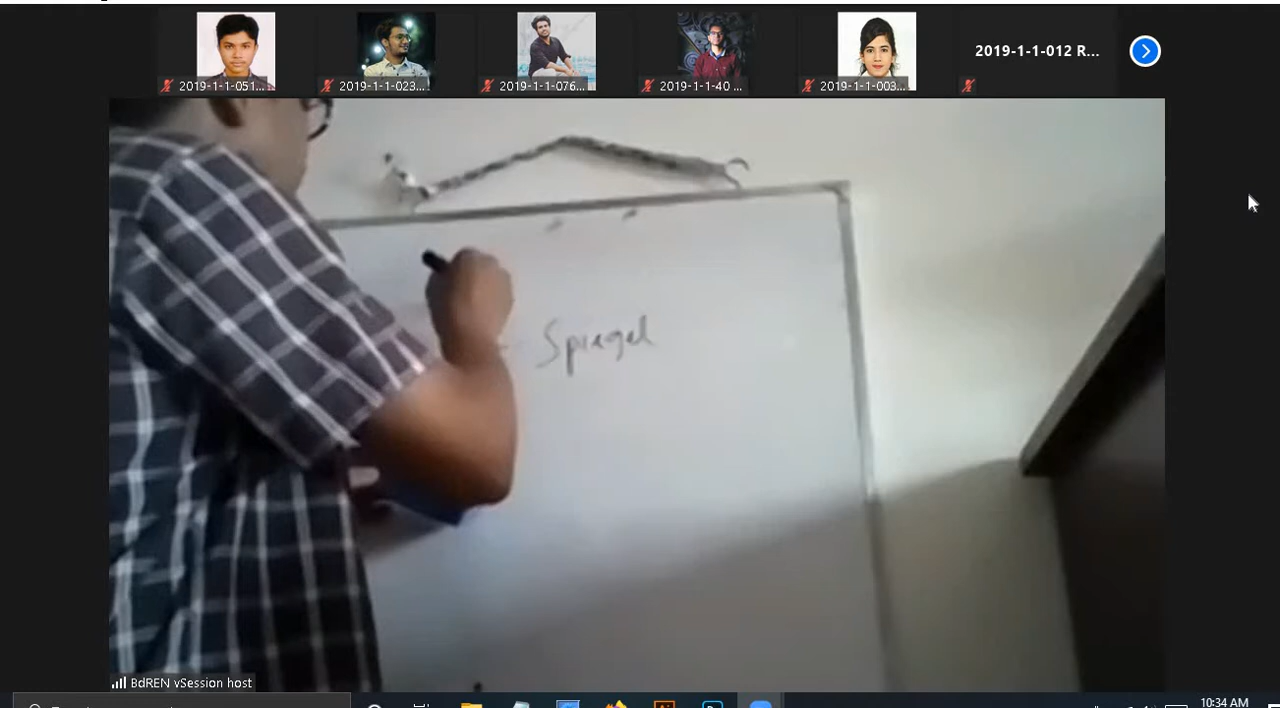 2019-1-1-051...
2019-1-1-023...
2019-1-1-076...
2019-1-1-40 ...
2019-1-1-003...
2019-1-1-012 R...
Spiegel
BdREN vSession host
10:34 AM